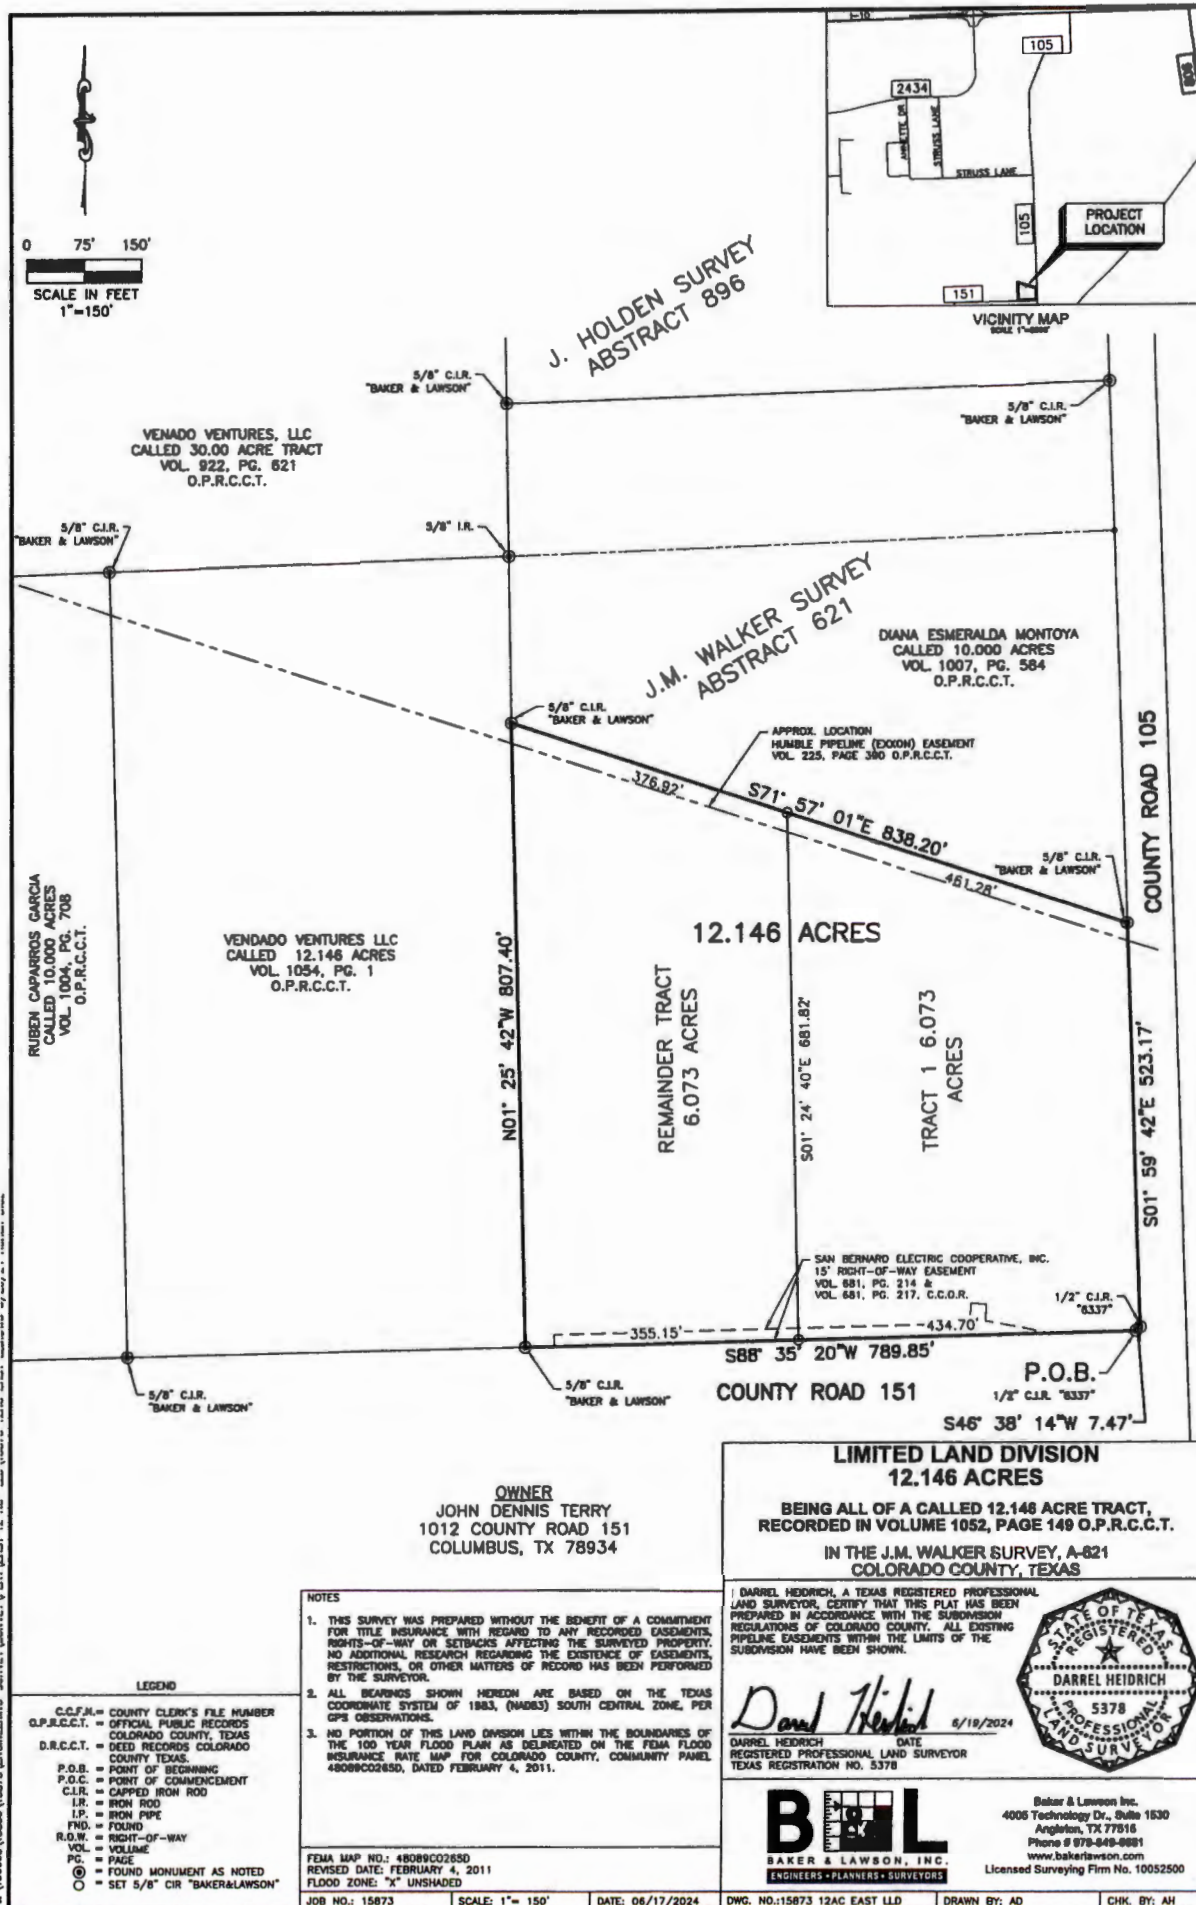 0 75' 150'
SCALE IN FEET
1"=150'
I-10
105
2434
ANNETTE DR
STRUSS LANE
STRUSS LANE
105
PROJECT
LOCATION
151
VICINITY MAP
J. HOLDEN SURVEY
ABSTRACT 896
5/8" C.I.R.
"BAKER & LAWSON"
5/8" C.I.R.
"BAKER & LAWSON"
VENADO VENTURES, LLC
CALLED 30.00 ACRE TRACT
VOL. 922, PG. 621
O.P.R.C.C.T.
5/8" C.I.R.
"BAKER & LAWSON"
5/8" I.R.
J.M. WALKER SURVEY
ABSTRACT 621
DIANA ESMERALDA MONTOYA
CALLED 10.000 ACRES
VOL. 1007, PG. 584
O.P.R.C.C.T.
5/8" C.I.R.
"BAKER & LAWSON"
APPROX. LOCATION
HUMBLE PIPELINE (EXXON) EASEMENT
VOL. 225, PAGE 390 O.P.R.C.C.T.
376.92'
S71° 57' 01"E 838.20'
461.28'
5/8" C.I.R.
"BAKER & LAWSON"
COUNTY ROAD 105
RUBEN CAPARROS GARCIA
CALLED 10.000 ACRES
VOL. 1004, PG. 708
O.P.R.C.C.T.
VENDADO VENTURES LLC
CALLED 12.146 ACRES
VOL. 1054, PG. 1
O.P.R.C.C.T.
N01° 25' 42"W 807.40'
12.146 ACRES
REMAINDER TRACT
6.073 ACRES
S01° 24' 40"E 681.82'
TRACT 1 6.073
ACRES
S01° 59' 42"E 523.17'
SAN BERNARD ELECTRIC COOPERATIVE, INC.
15' RIGHT-OF-WAY EASEMENT
VOL. 681, PG. 214 &
VOL. 681, PG. 217, C.C.O.R.
1/2" C.I.R.
"6337"
355.15'
434.70'
S88° 35' 20"W 789.85'
5/8" C.I.R.
"BAKER & LAWSON"
5/8" C.I.R.
"BAKER & LAWSON"
COUNTY ROAD 151
P.O.B.
1/2" C.I.R. "6337"
S46° 38' 14"W 7.47'
OWNER
JOHN DENNIS TERRY
1012 COUNTY ROAD 151
COLUMBUS, TX 78934
LIMITED LAND DIVISION
12.146 ACRES
BEING ALL OF A CALLED 12.146 ACRE TRACT,
RECORDED IN VOLUME 1052, PAGE 149 O.P.R.C.C.T.
IN THE J.M. WALKER SURVEY, A-621
COLORADO COUNTY, TEXAS
I DARREL HEIDRICH, A TEXAS REGISTERED PROFESSIONAL
LAND SURVEYOR, CERTIFY THAT THIS PLAT HAS BEEN
PREPARED IN ACCORDANCE WITH THE SUBDIVISION
REGULATIONS OF COLORADO COUNTY. ALL EXISTING
PIPELINE EASEMENTS WITHIN THE LIMITS OF THE
SUBDIVISION HAVE BEEN SHOWN.
Darrel Heidrich 6/19/2024
DARREL HEIDRICH DATE
REGISTERED PROFESSIONAL LAND SURVEYOR
TEXAS REGISTRATION NO. 5378
STATE OF TEXAS
REGISTERED
DARREL HEIDRICH
5378
PROFESSIONAL
LAND SURVEYOR
NOTES
1. THIS SURVEY WAS PREPARED WITHOUT THE BENEFIT OF A COMMITMENT
FOR TITLE INSURANCE WITH REGARD TO ANY RECORDED EASEMENTS,
RIGHTS-OF-WAY OR SETBACKS AFFECTING THE SURVEYED PROPERTY.
NO ADDITIONAL RESEARCH REGARDING THE EXISTENCE OF EASEMENTS,
RESTRICTIONS, OR OTHER MATTERS OF RECORD HAS BEEN PERFORMED
BY THE SURVEYOR.
2. ALL BEARINGS SHOWN HEREON ARE BASED ON THE TEXAS
COORDINATE SYSTEM OF 1983, (NAD83) SOUTH CENTRAL ZONE, PER
GPS OBSERVATIONS.
3. NO PORTION OF THIS LAND DIVISION LIES WITHIN THE BOUNDARIES OF
THE 100 YEAR FLOOD PLAIN AS DELINEATED ON THE FEMA FLOOD
INSURANCE RATE MAP FOR COLORADO COUNTY, COMMUNITY PANEL
48089C0265D, DATED FEBRUARY 4, 2011.
LEGEND
C.C.F.N.= COUNTY CLERK'S FILE NUMBER
O.P.R.C.C.T. = OFFICIAL PUBLIC RECORDS
COLORADO COUNTY, TEXAS
D.R.C.C.T. = DEED RECORDS COLORADO
COUNTY TEXAS.
P.O.B. = POINT OF BEGINNING
P.O.C. = POINT OF COMMENCEMENT
C.I.R. = CAPPED IRON ROD
I.R. = IRON ROD
I.P. = IRON PIPE
FND. = FOUND
R.O.W. = RIGHT-OF-WAY
VOL. = VOLUME
PG. = PAGE
= FOUND MONUMENT AS NOTED
= SET 5/8" CIR "BAKER&LAWSON"
FEMA MAP NO.: 48089C0265D
REVISED DATE: FEBRUARY 4, 2011
FLOOD ZONE: "X" UNSHADED
B L
BAKER & LAWSON, INC.
ENGINEERS • PLANNERS • SURVEYORS
Baker & Lawson Inc.
4005 Technology Dr., Suite 1530
Angleton, TX 77515
Phone # 979-849-6681
www.bakerlawson.com
Licensed Surveying Firm No. 10052500
JOB NO.: 15873 SCALE: 1"= 150' DATE: 06/17/2024 DWG. NO.:15873 12AC EAST LLD DRAWN BY: AD CHK. BY: AH